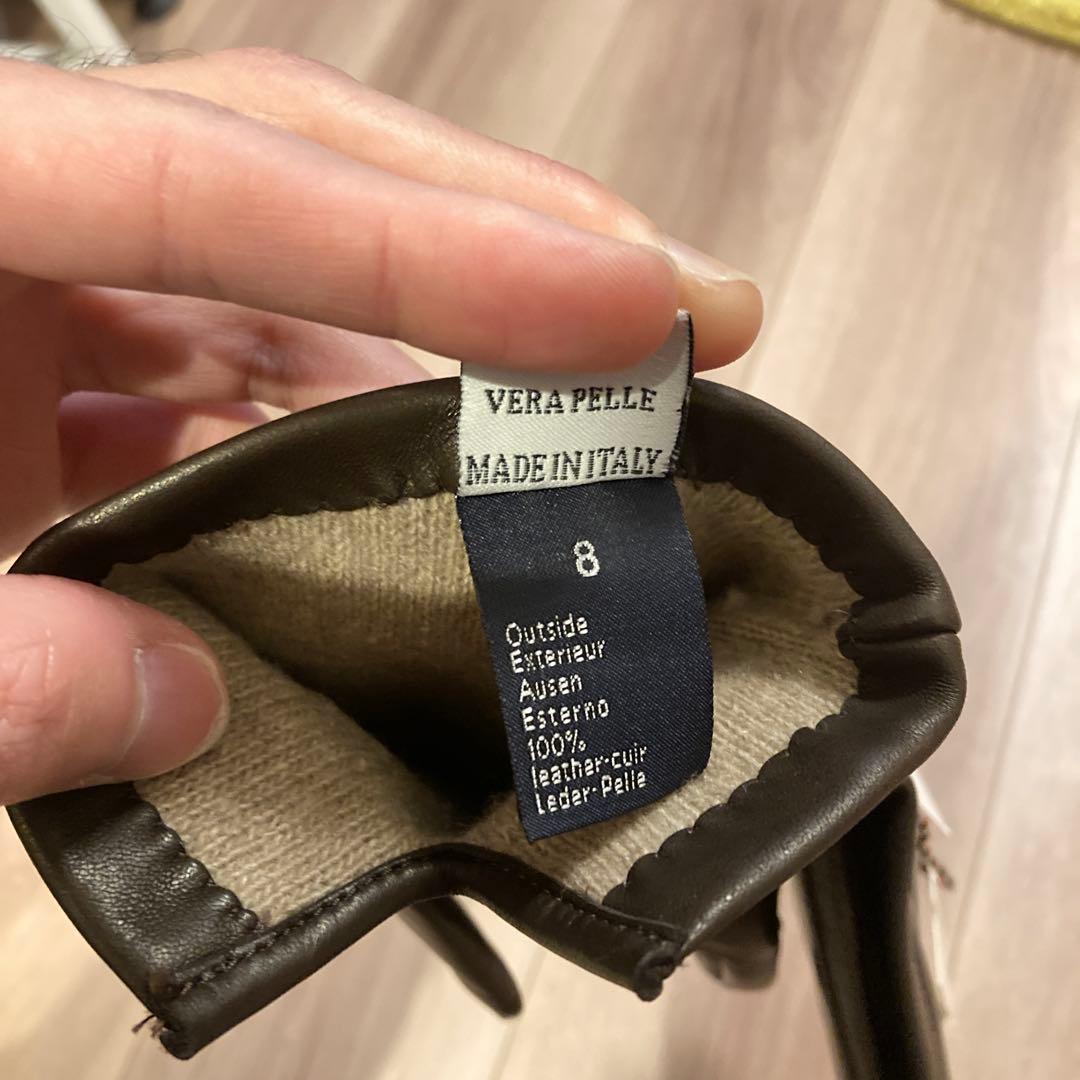 VERA PELLE
MADE IN ITALY
8
Outside
Exterieur
Ausen
Esterno
100%
leather-cuir
Leder-Pelle